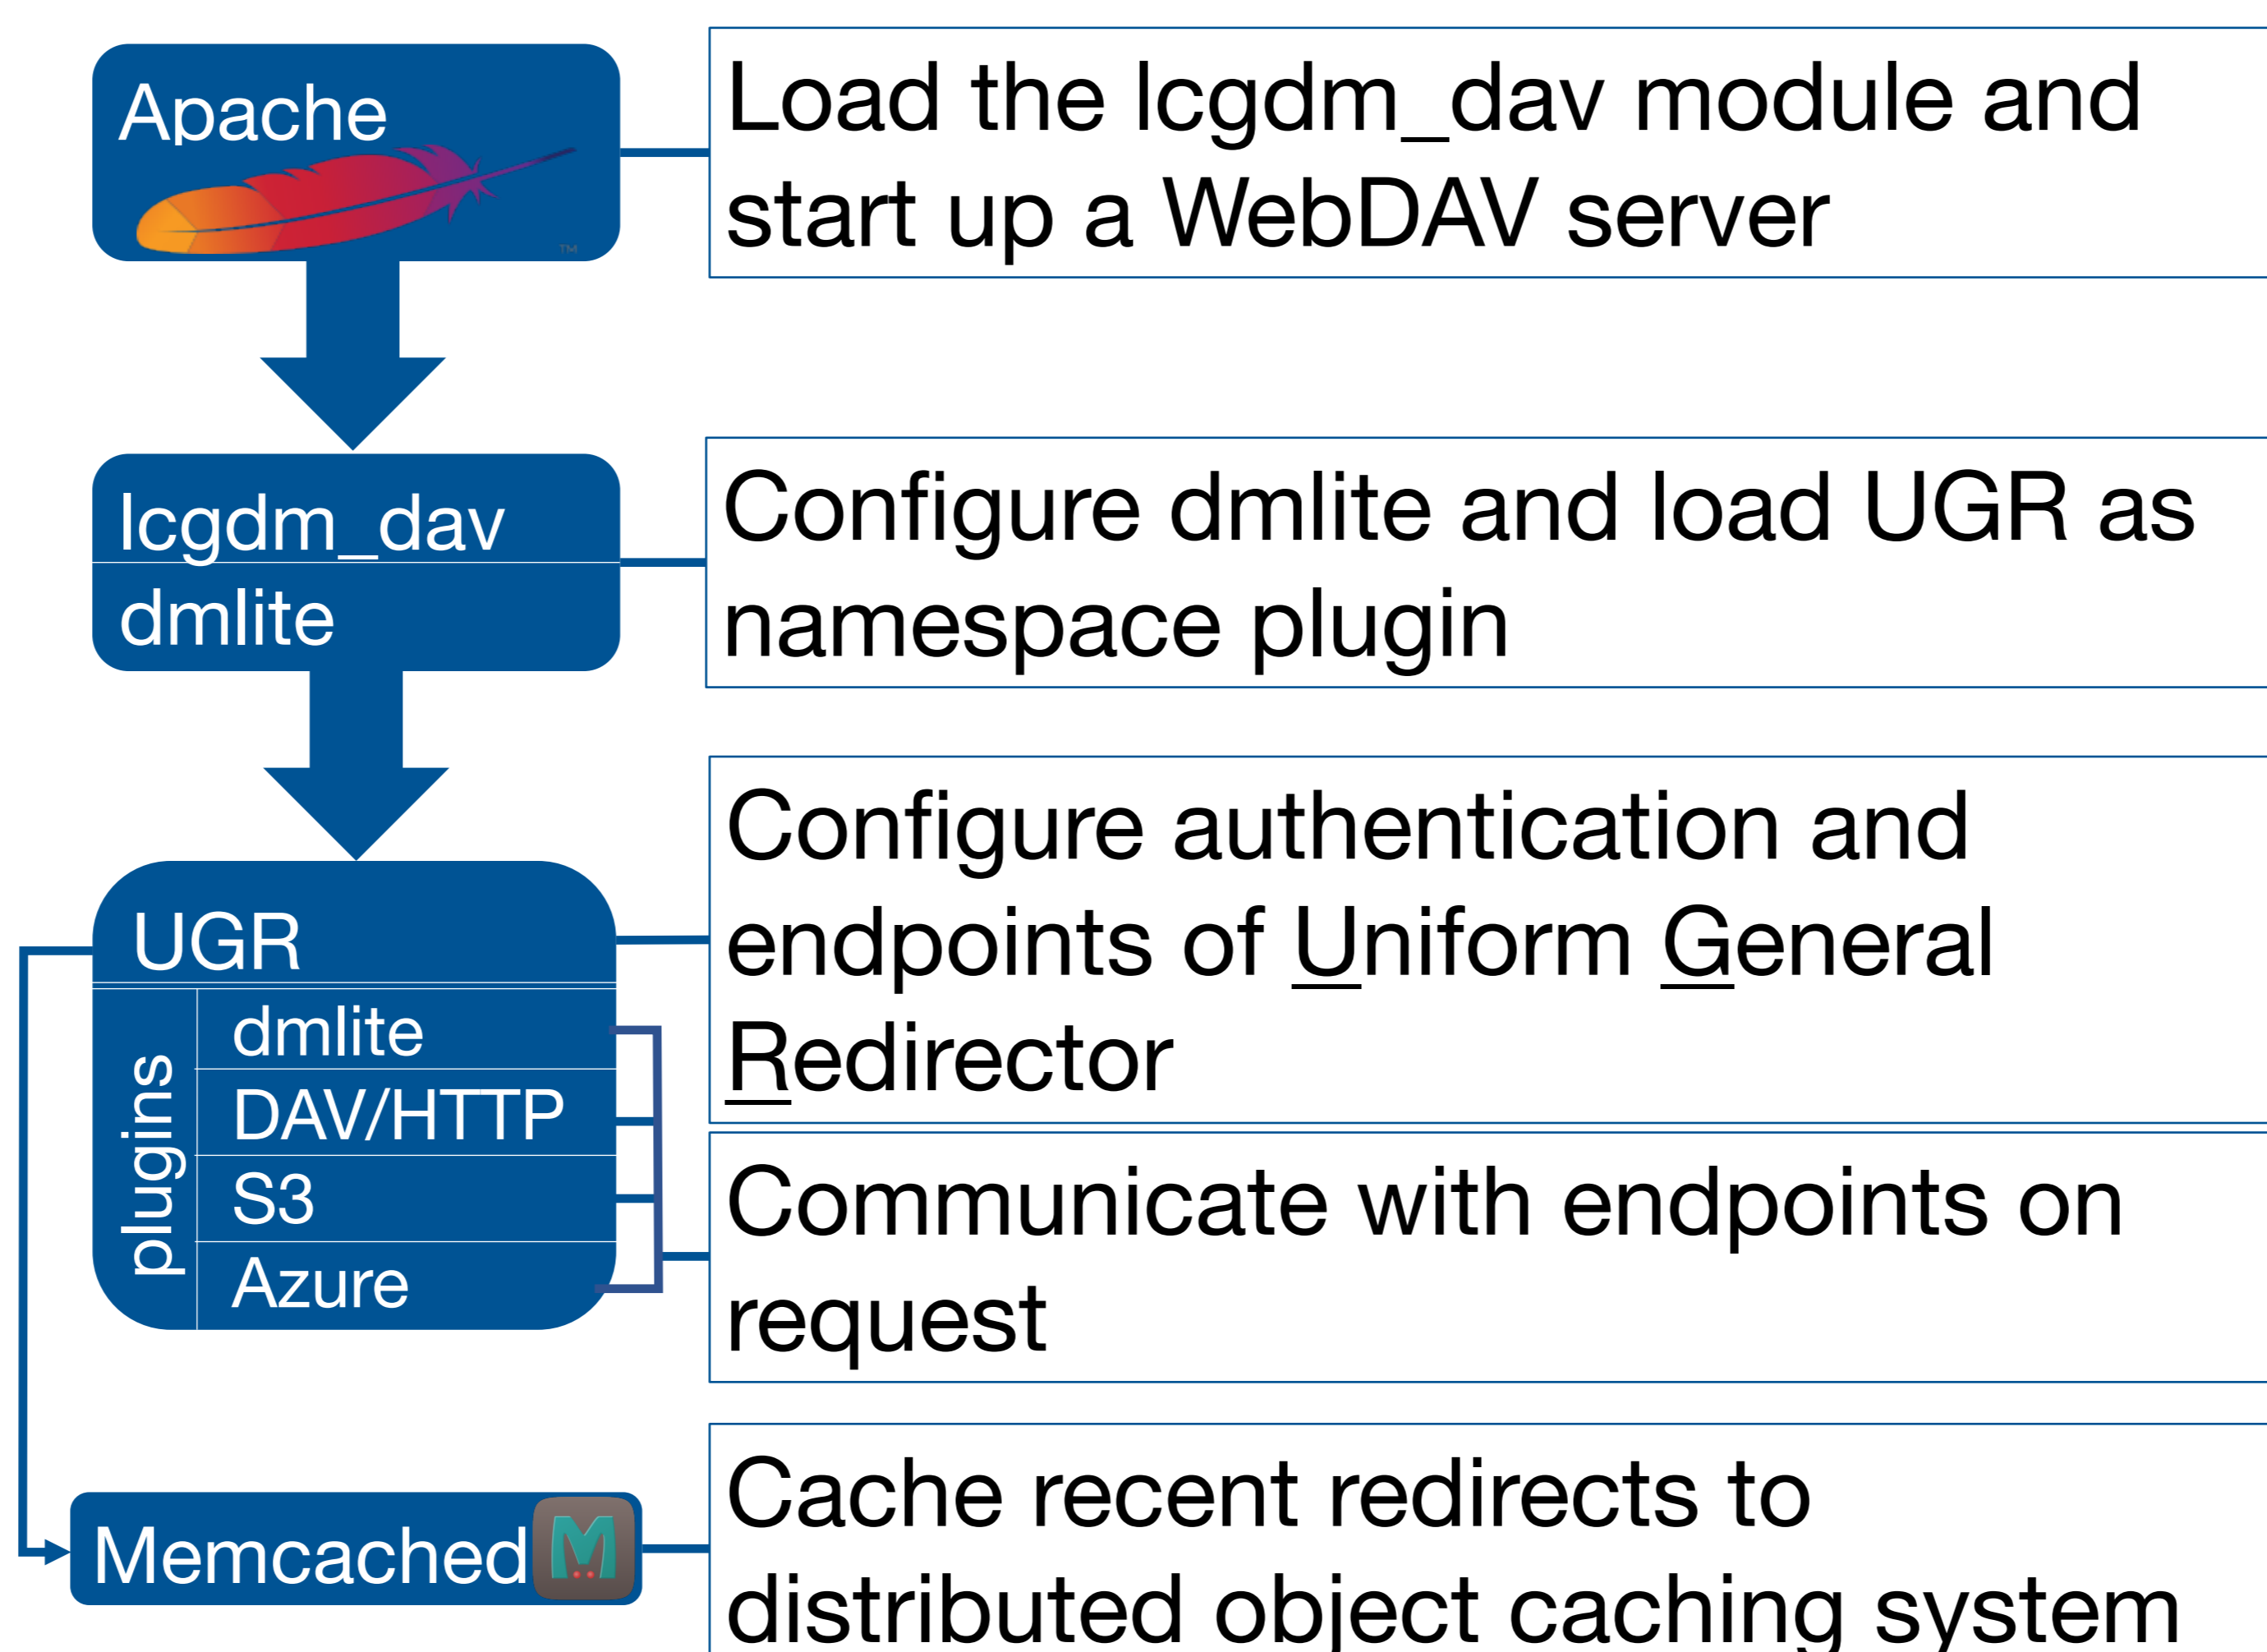 Apache
TM
Load the lcgdm_dav module and
start up a WebDAV server
lcgdm_dav
dmlite
Configure dmlite and load UGR as
namespace plugin
UGR
plugins
dmlite
DAV/HTTP
S3
Azure
Configure authentication and
endpoints of Uniform General
Redirector
Communicate with endpoints on
request
Memcached
Cache recent redirects to
distributed object caching system